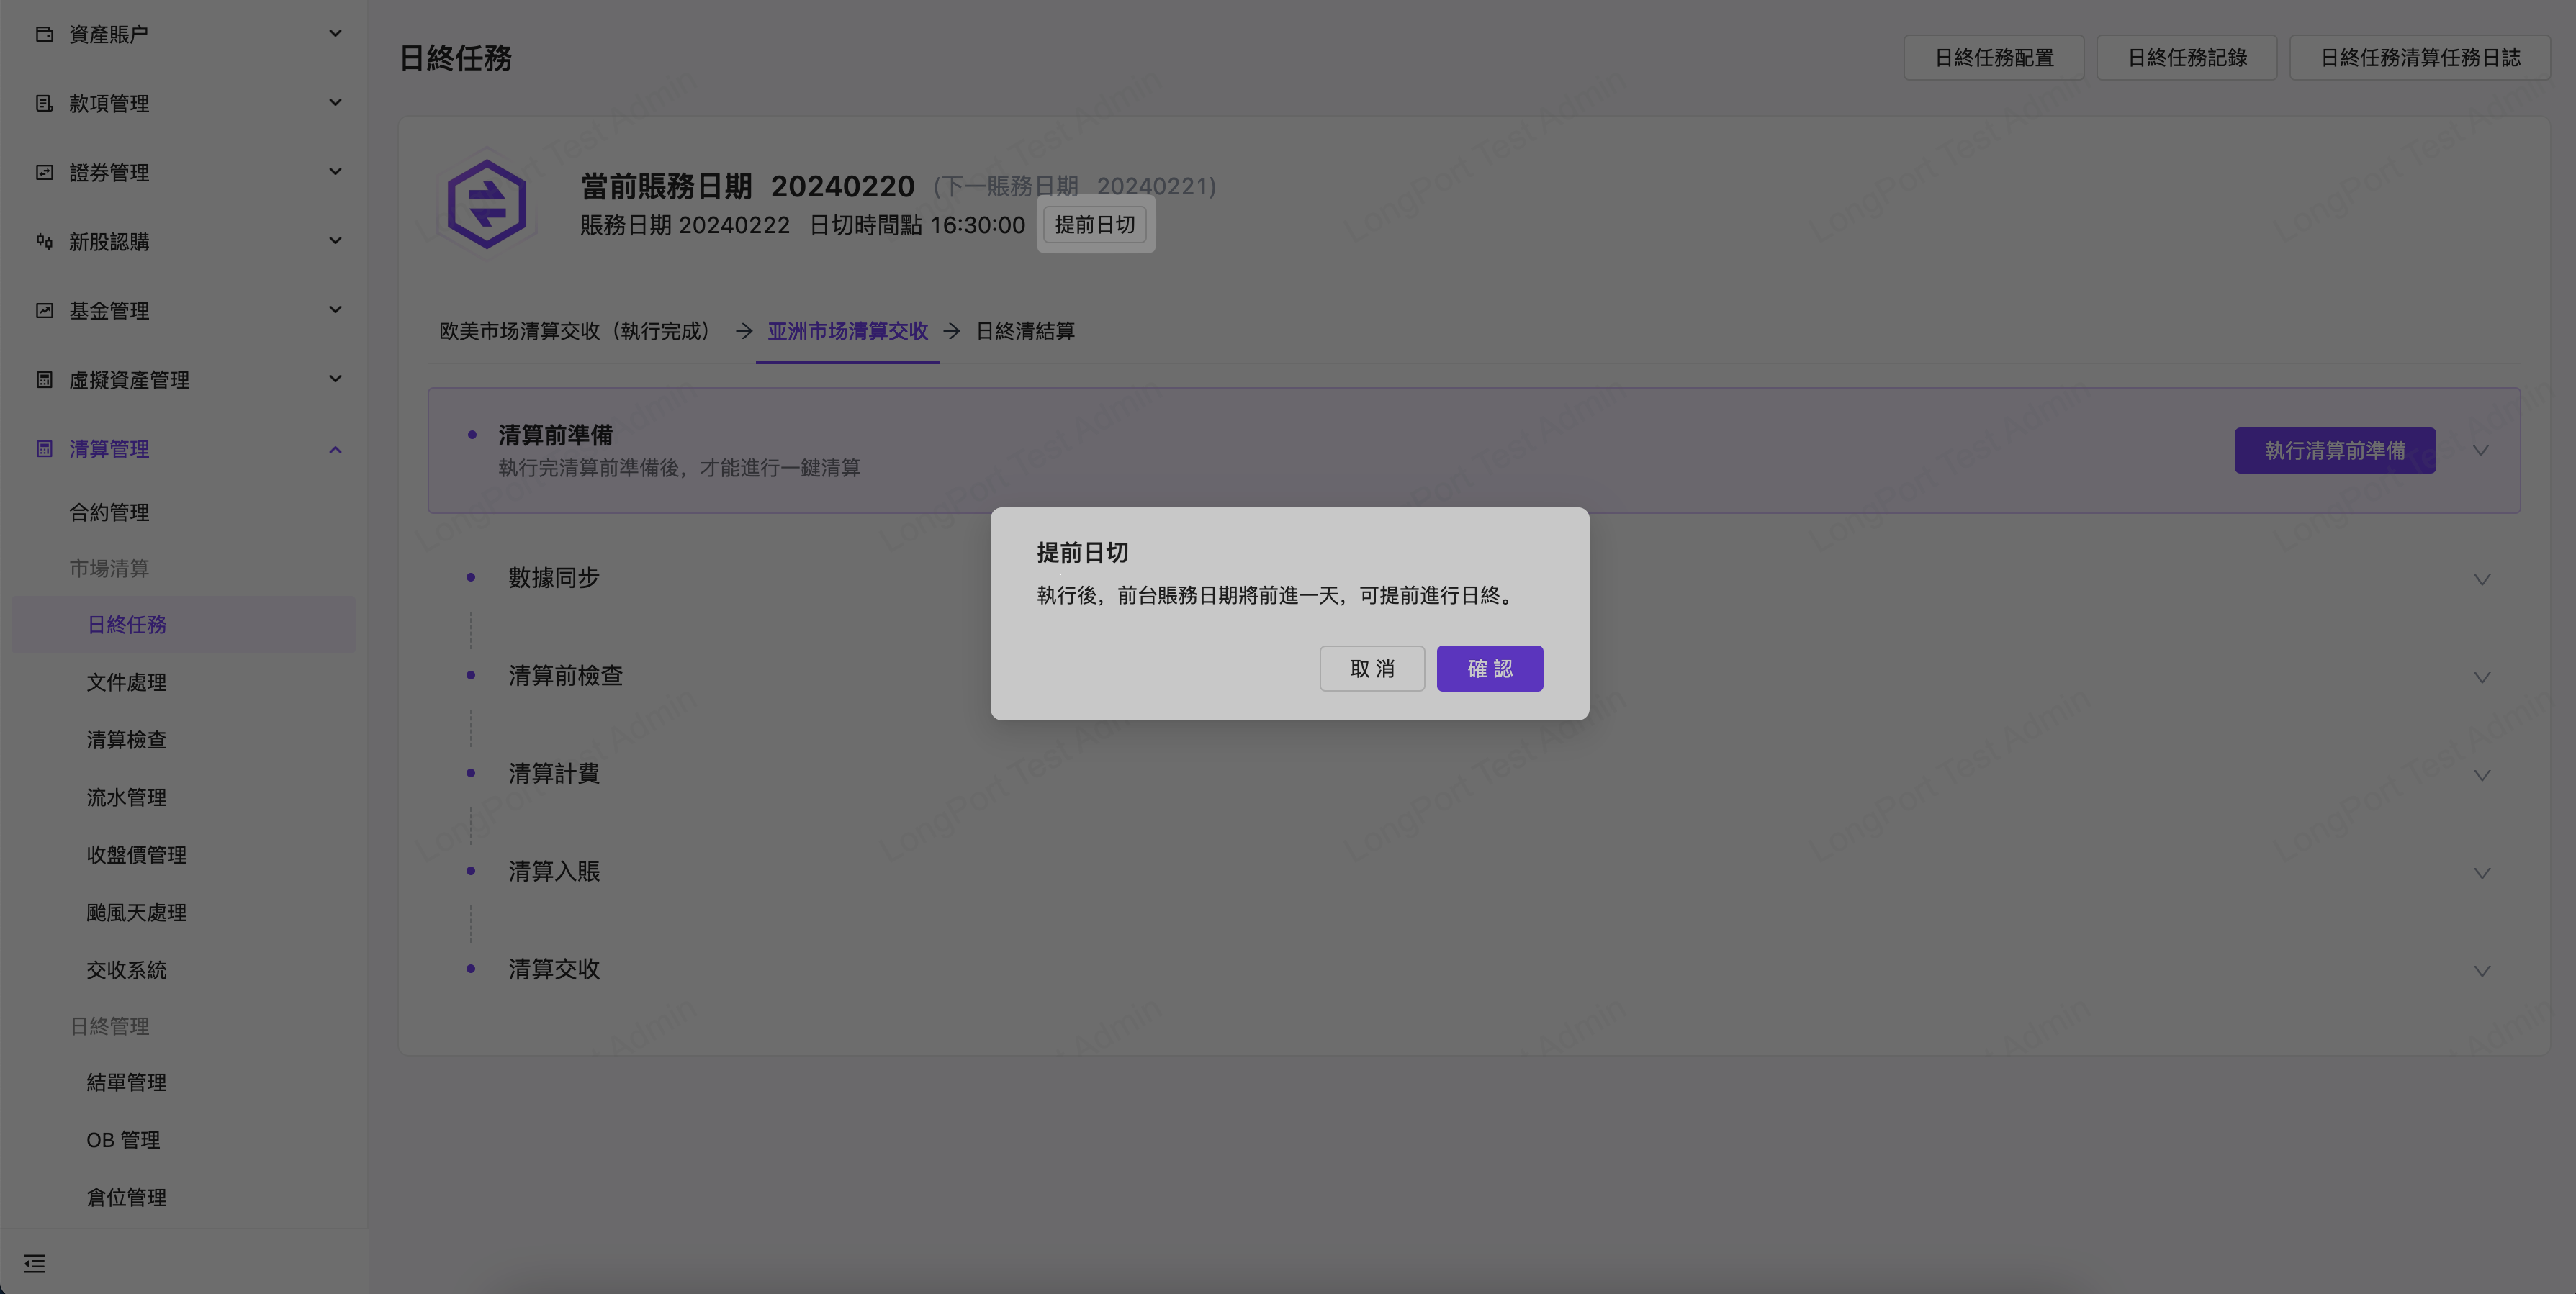 資產賬户
款項管理
證券管理
新股認購
基金管理
虛擬資產管理
清算管理
合約管理
市場清算
日終任務
文件處理
清算檢查
流水管理
收盤價管理
颱風天處理
交收系統
日終管理
結單管理
OB 管理
倉位管理
日終任務
日終任務配置
日終任務記錄
日終任務清算任務日誌
當前賬務日期 20240220 (下一賬務日期 20240221)
賬務日期 20240222 日切時間點 16:30:00 提前日切
欧美市场清算交收（執行完成） → 亚洲市场清算交收 → 日終清結算
清算前準備
執行完清算前準備後，才能進行一鍵清算
執行清算前準備
數據同步
清算前檢查
清算計費
清算入賬
清算交收
提前日切
執行後，前台賬務日期將前進一天，可提前進行日終。
取 消
確 認
LongPort Test Admin